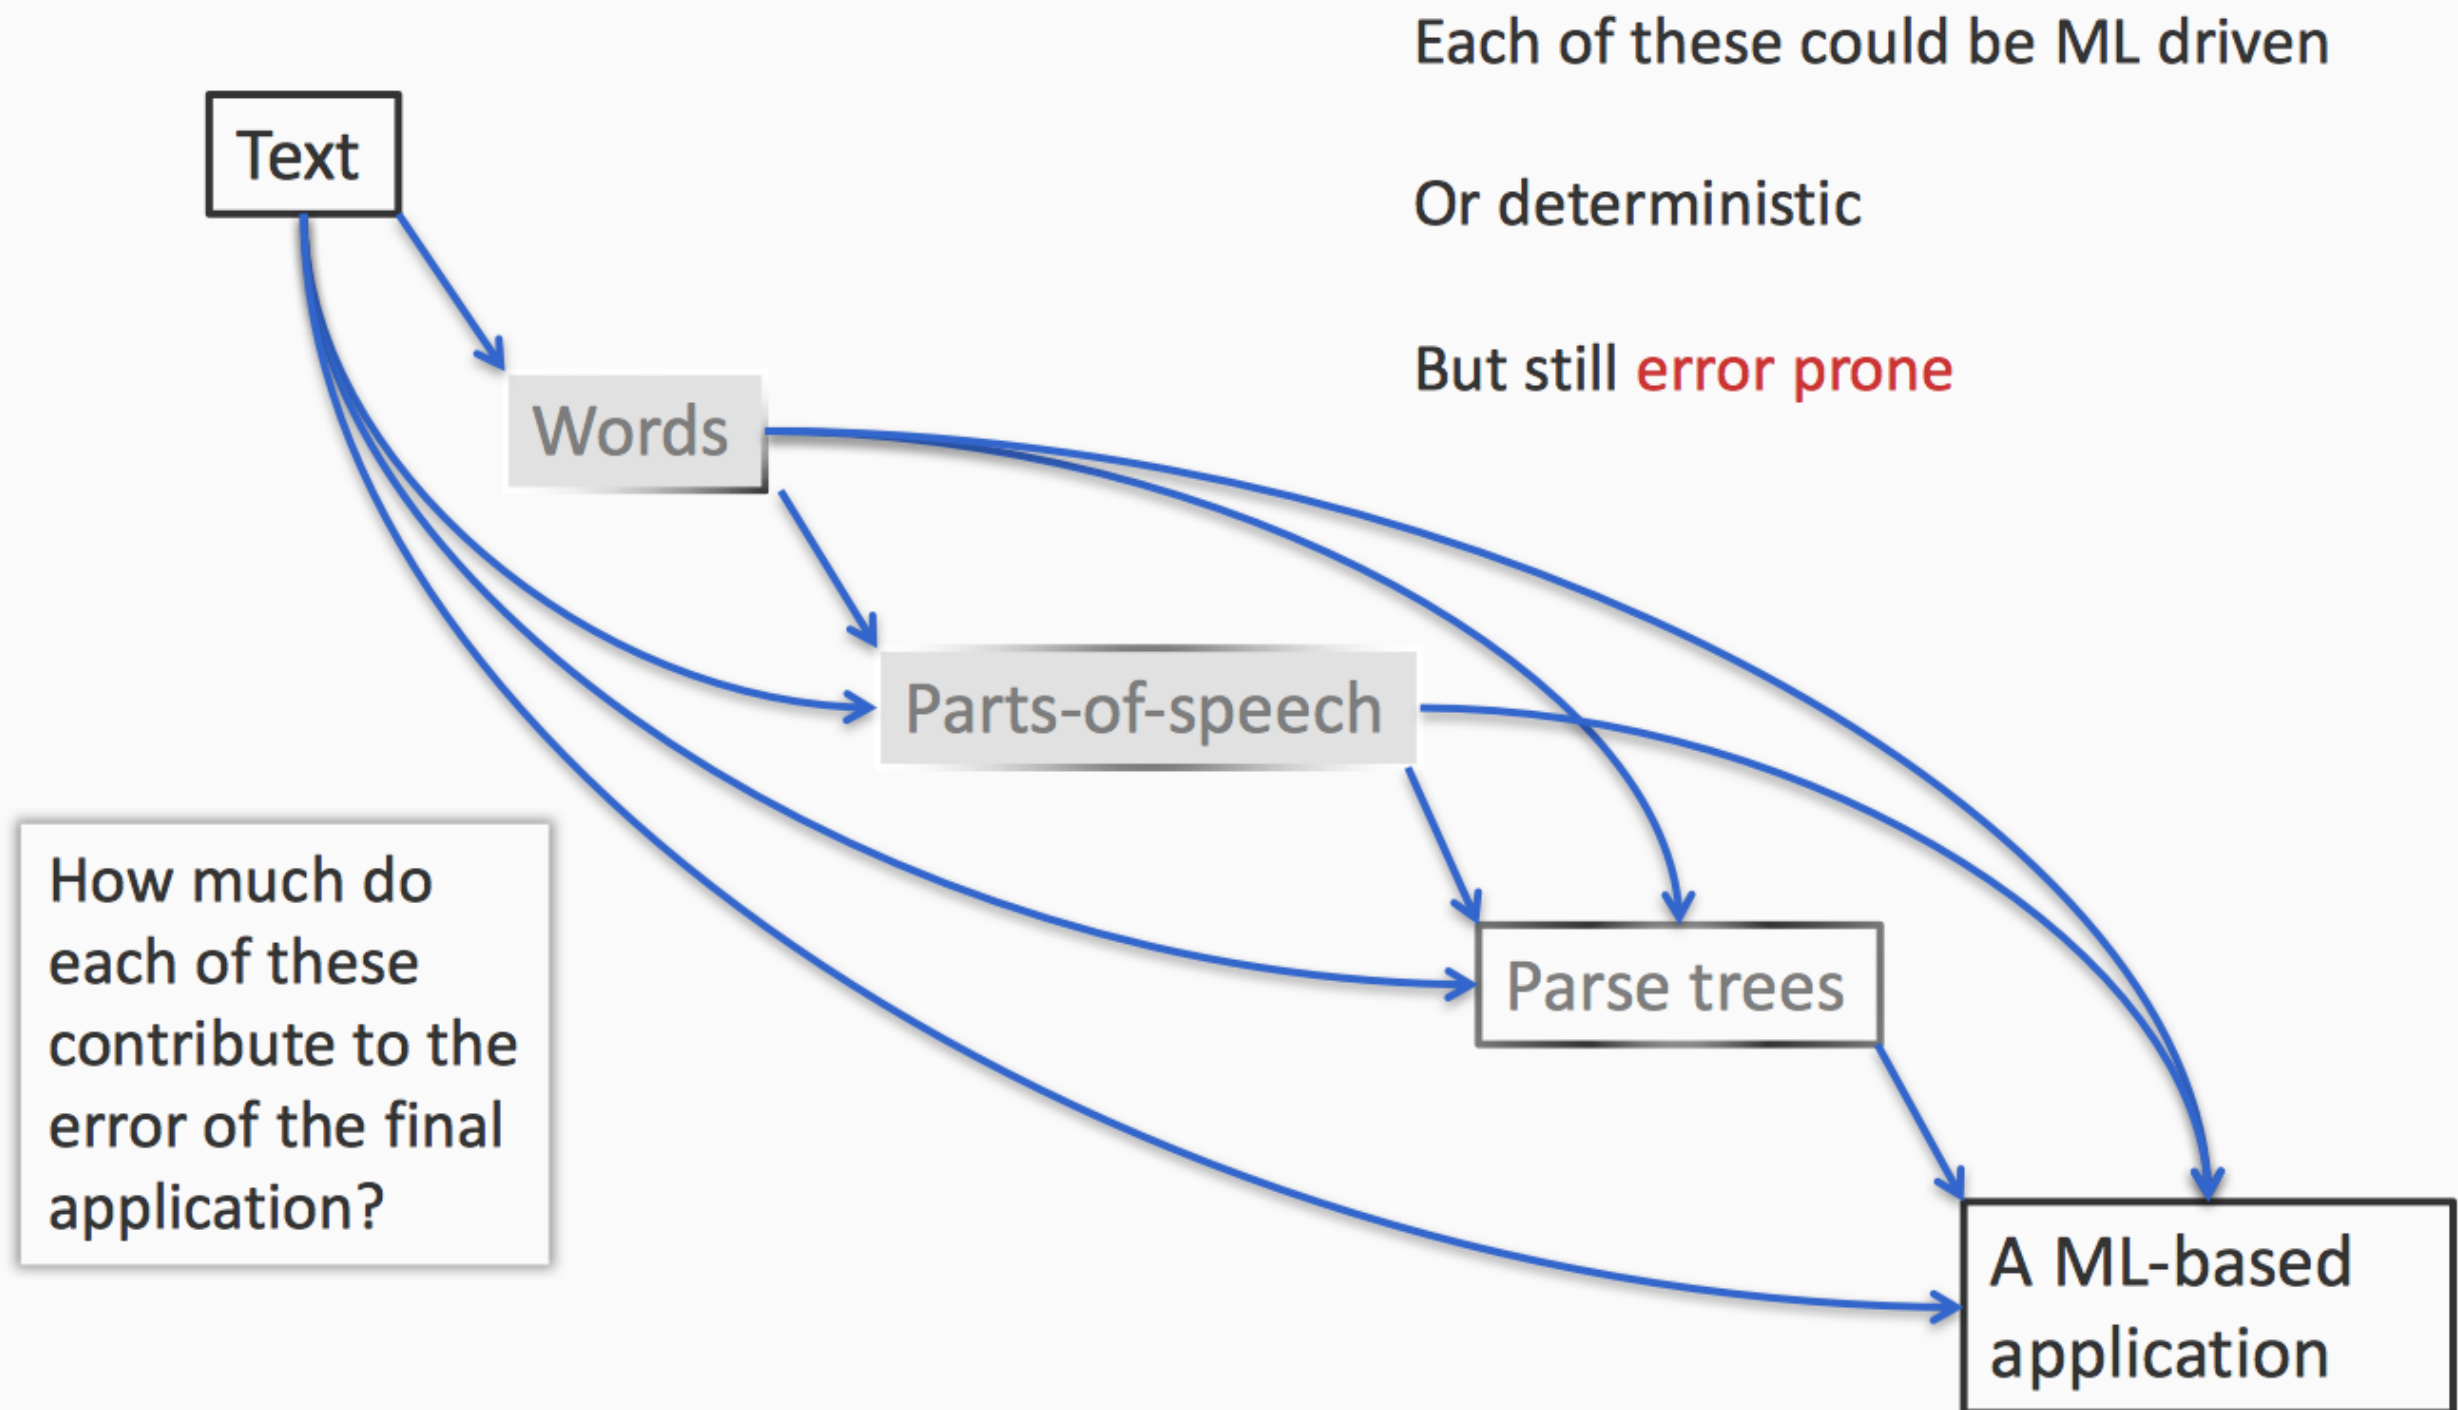 Each of these could be ML driven
Text
Or deterministic
But still error prone
Words
Parts-of-speech
How much do
each of these
contribute to the
error of the final
application?
Parse trees
A ML-based
application